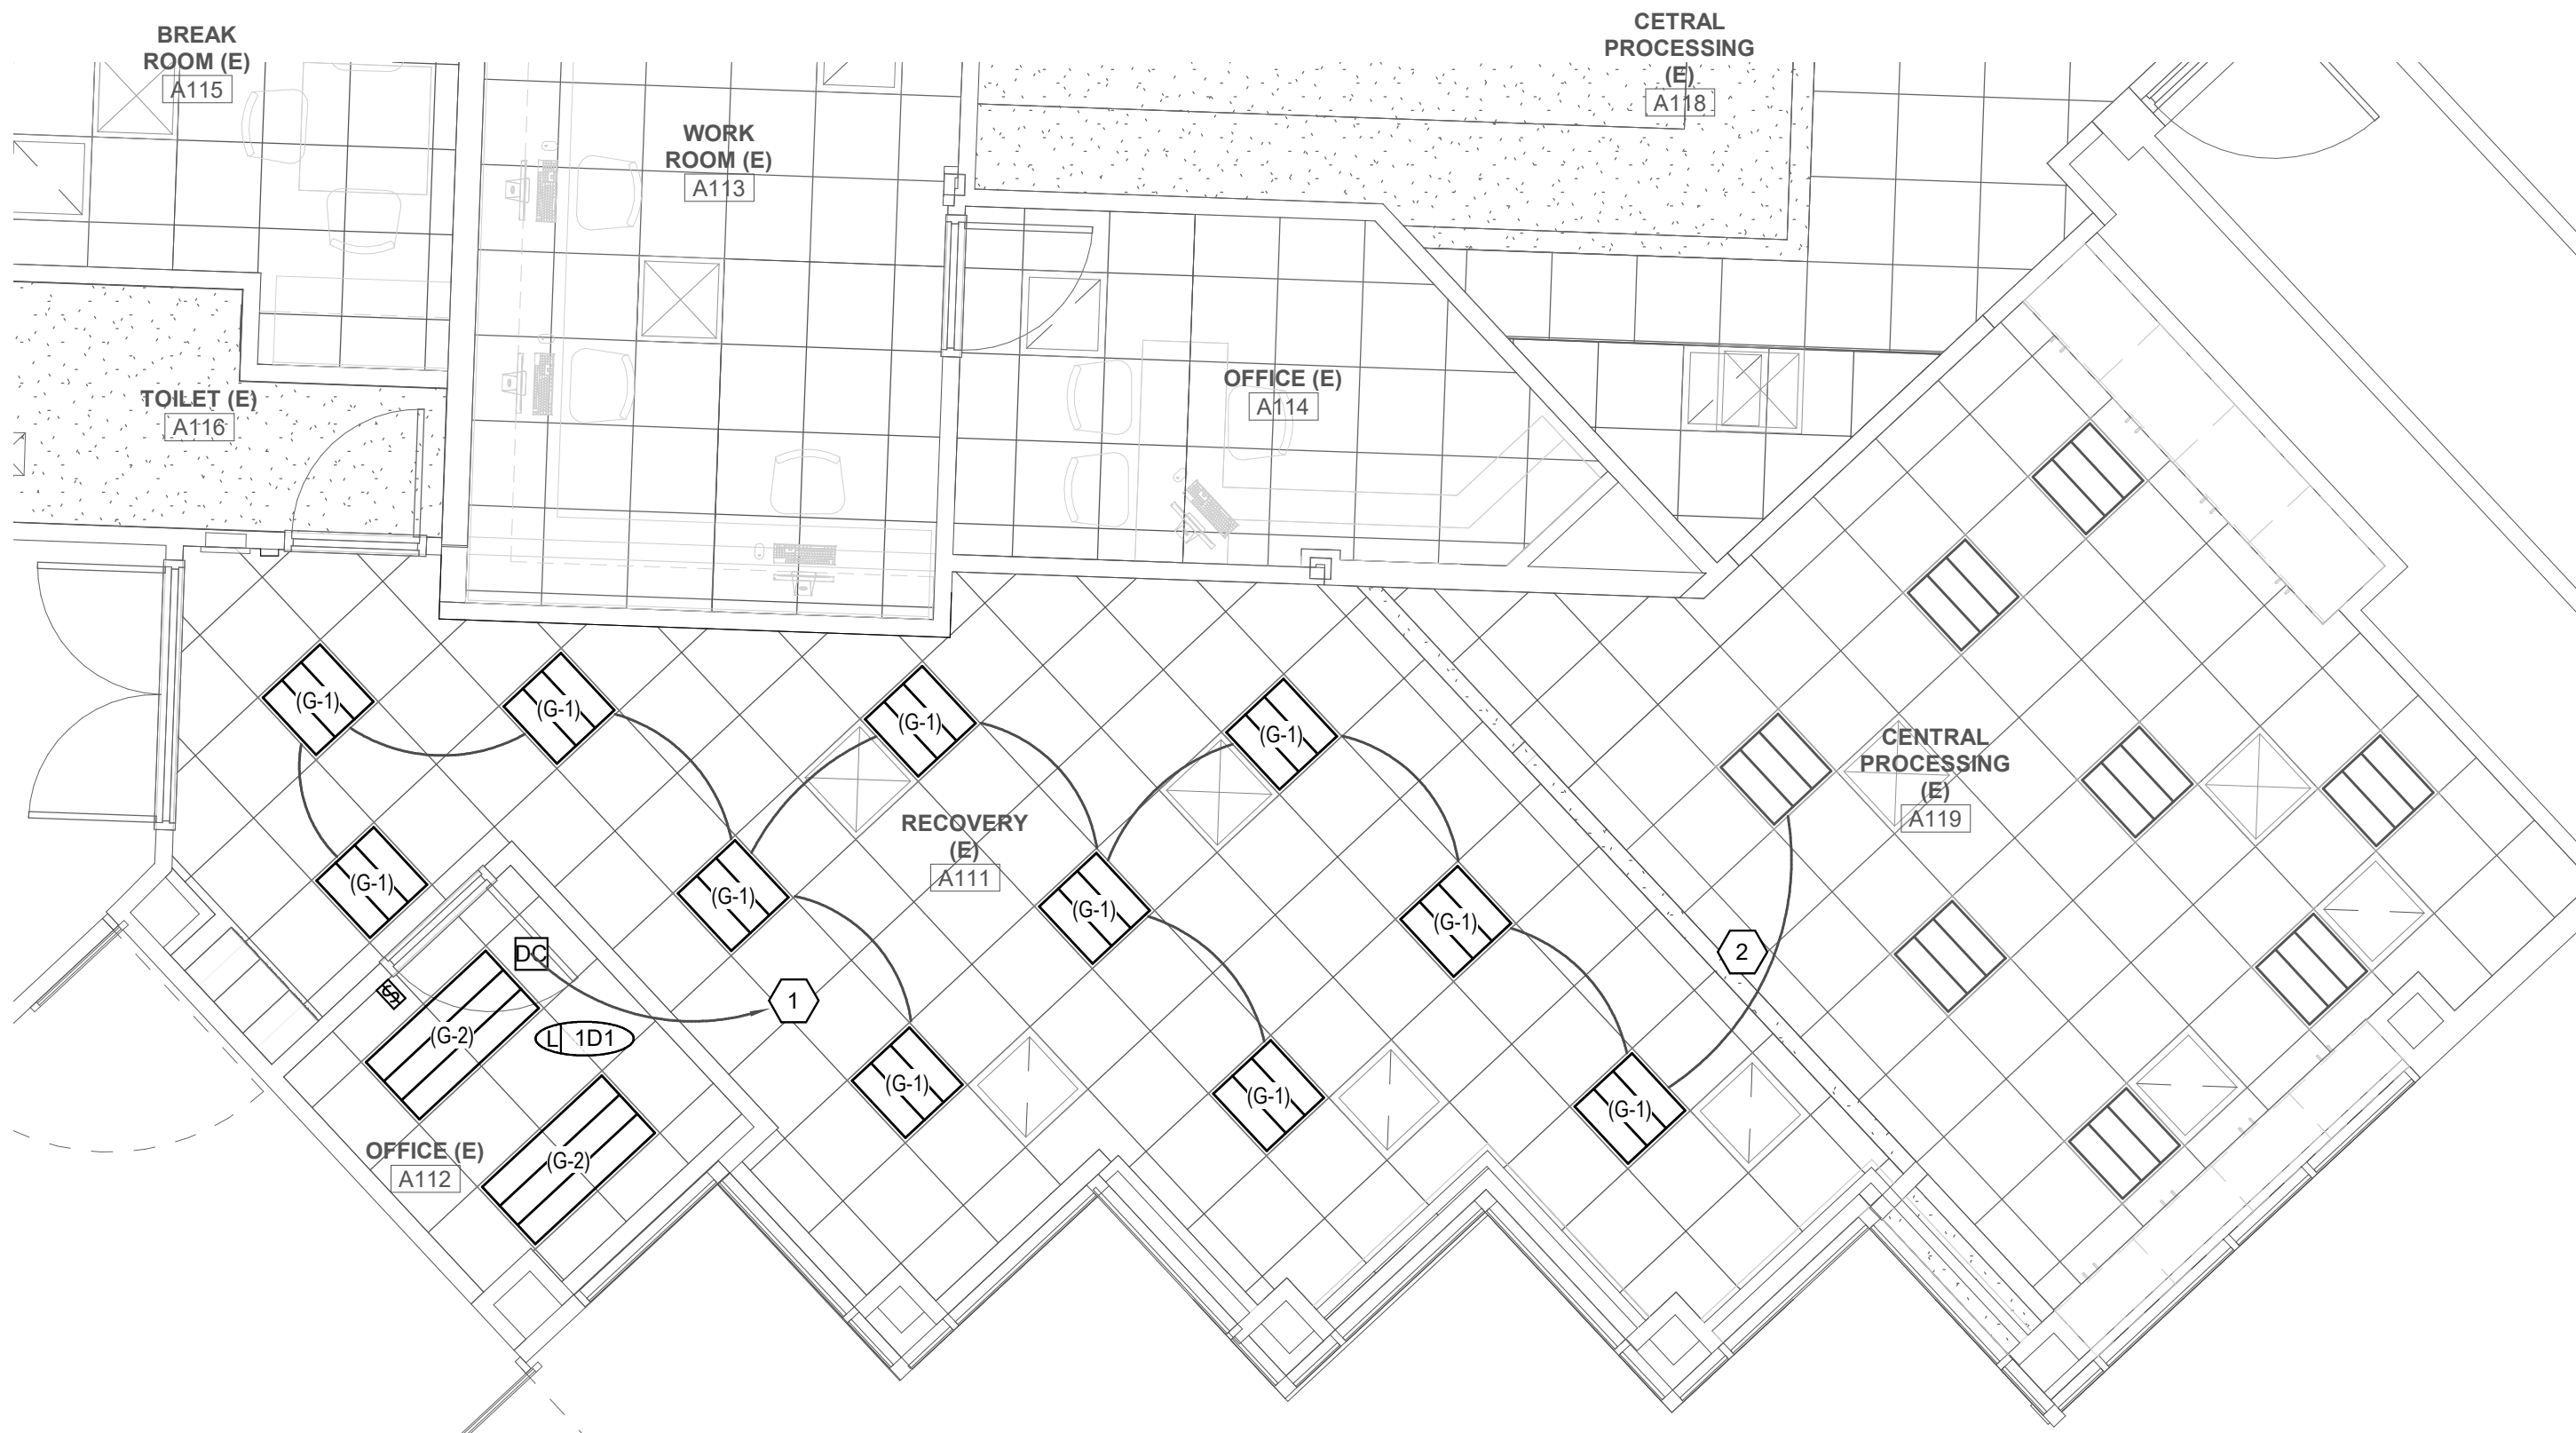 BREAK
ROOM (E)
A115
CETRAL
PROCESSING
(E)
A118
WORK
ROOM (E)
A113
OFFICE (E)
A114
TOILET (E)
A116
(G-1)
(G-1)
(G-1)
(G-1)
CENTRAL
PROCESSING
(E)
A119
RECOVERY
(E)
A111
(G-1)
(G-1)
(G-1)
(G-1)
DC
2
1
$
(G-2)
L 1D1
(G-1)
(G-1)
(G-1)
OFFICE (E)
A112
(G-2)